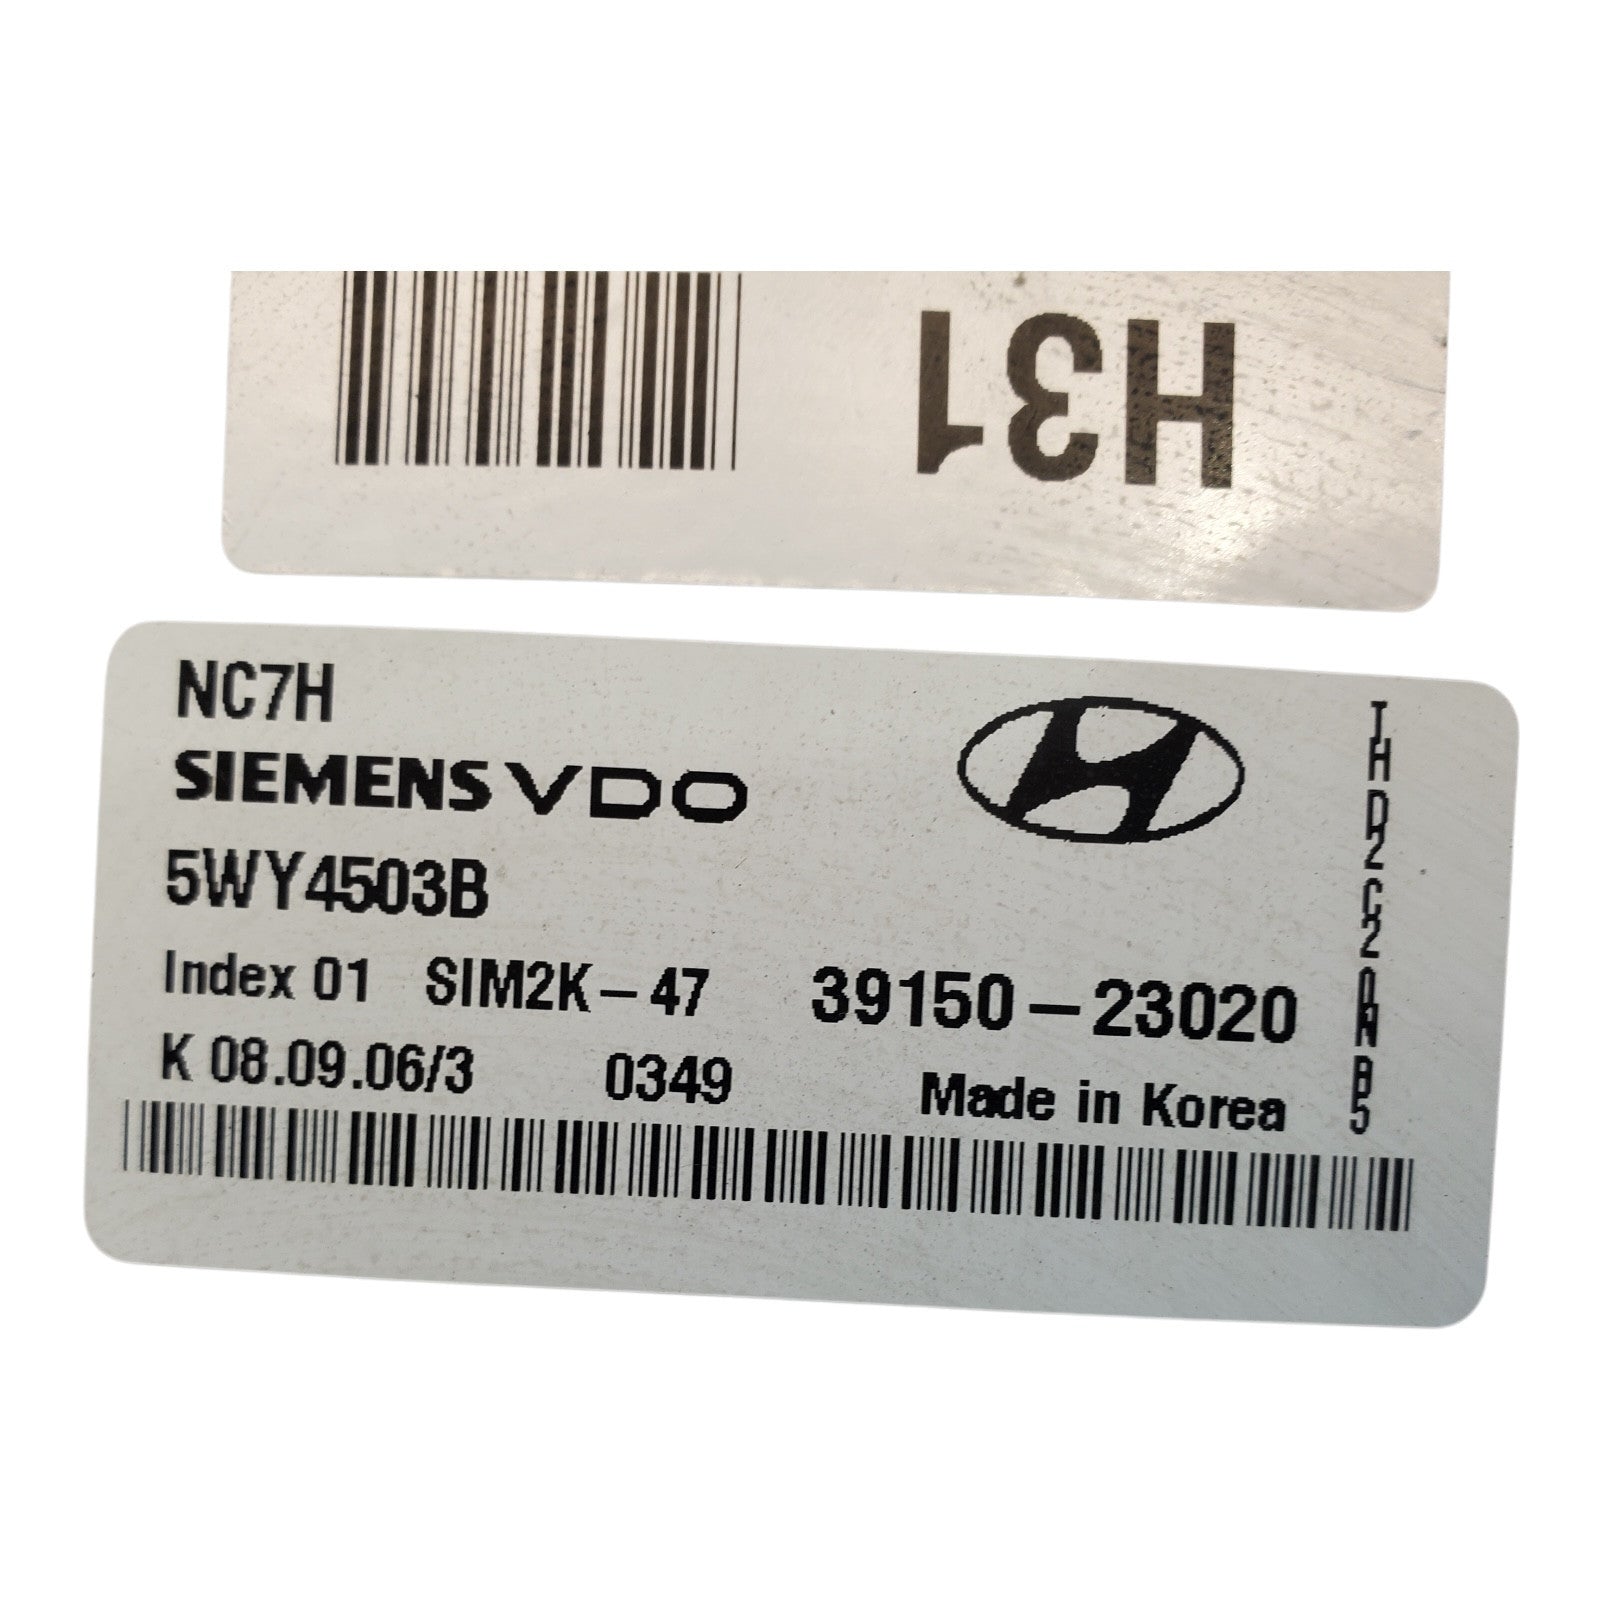 H31
NC7H
SIEMENS VDO
5WY4503B
Index 01 SIM2K-47 39150-23020
K 08.09.06/3 0349 Made in Korea
THD2C2ANB5